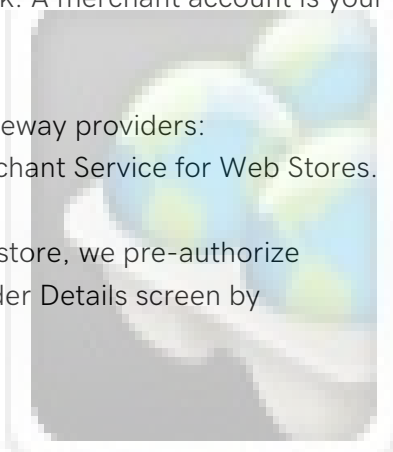 A merchant account is your
eway providers:
chant Service for Web Stores.
store, we pre-authorize
der Details screen by